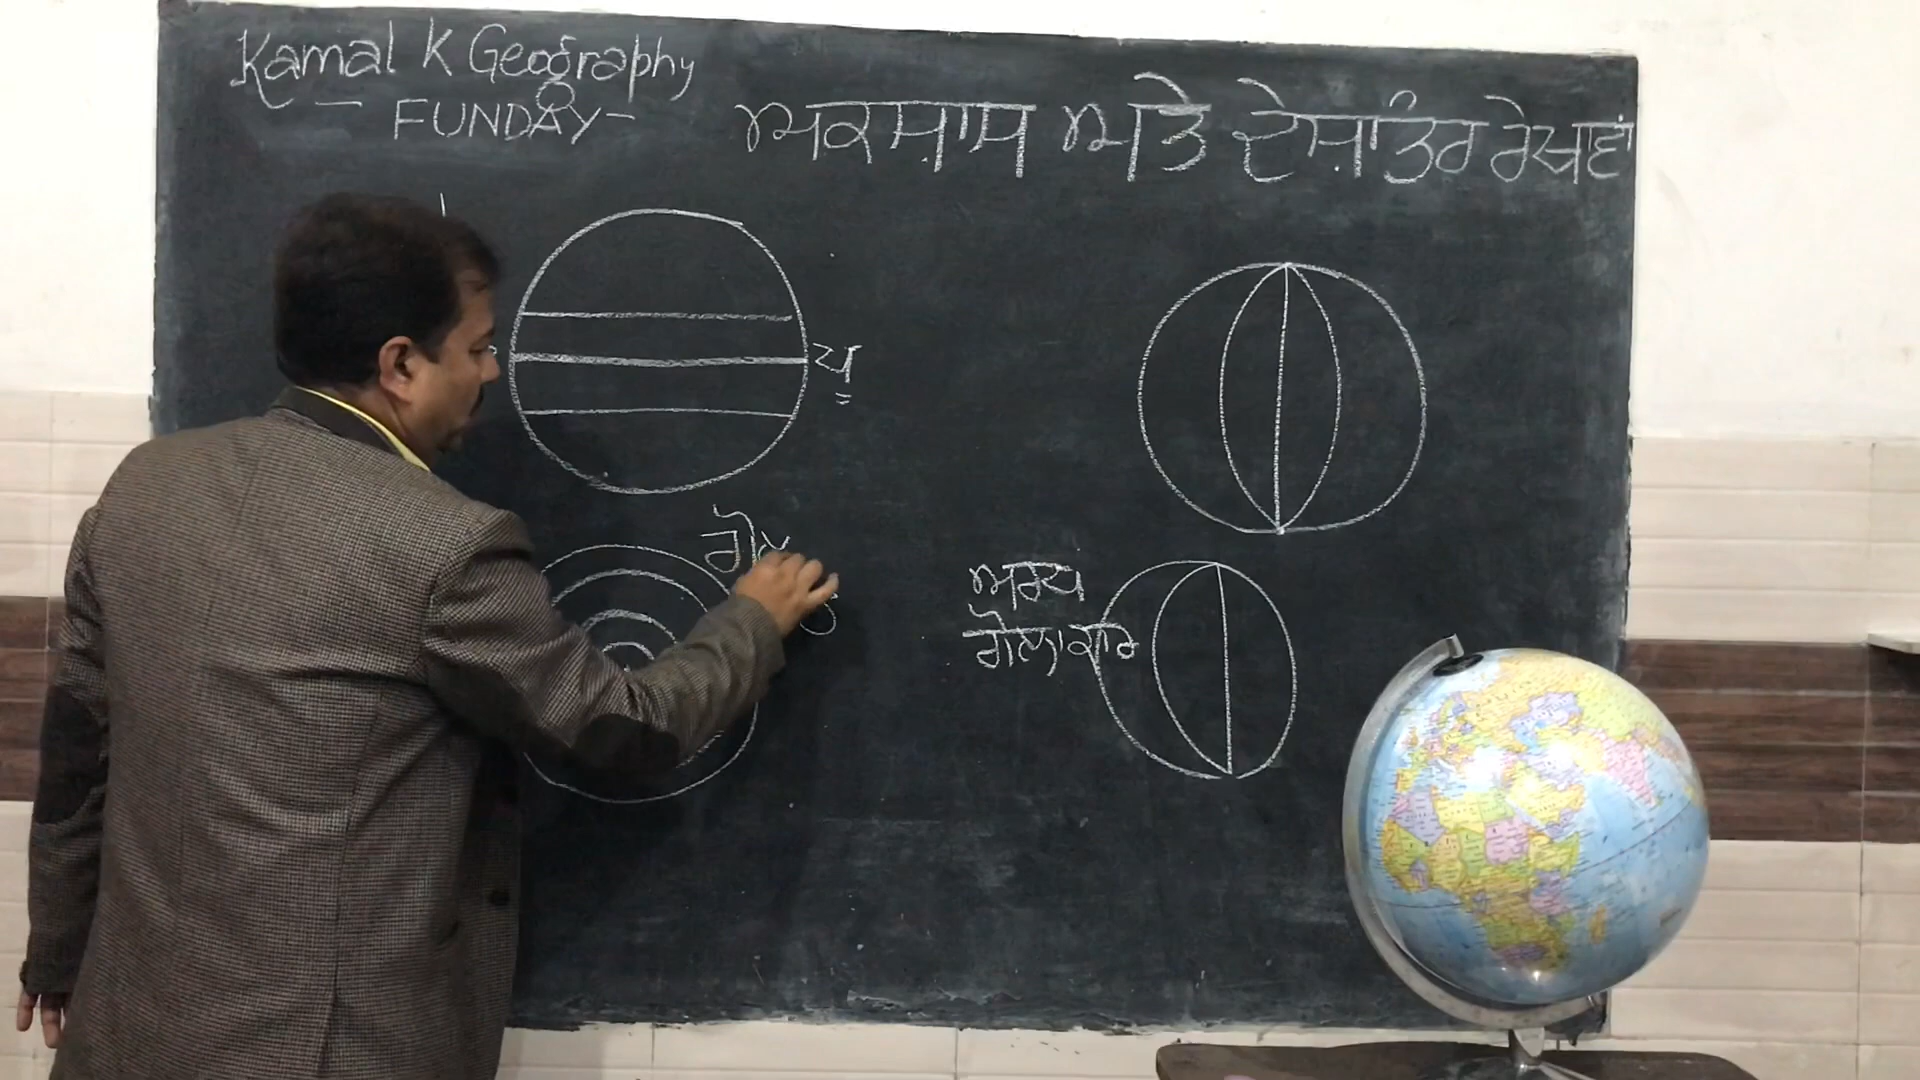 Kamal K Geography
- FUNDAY -
ਅਕਸ਼ਾਸ ਅਤੇ ਦੇਸ਼ਾਂਤਰ ਰੇਖਾਵਾਂ
ਅਰਧ
ਗੋਲਾਕਾਰ